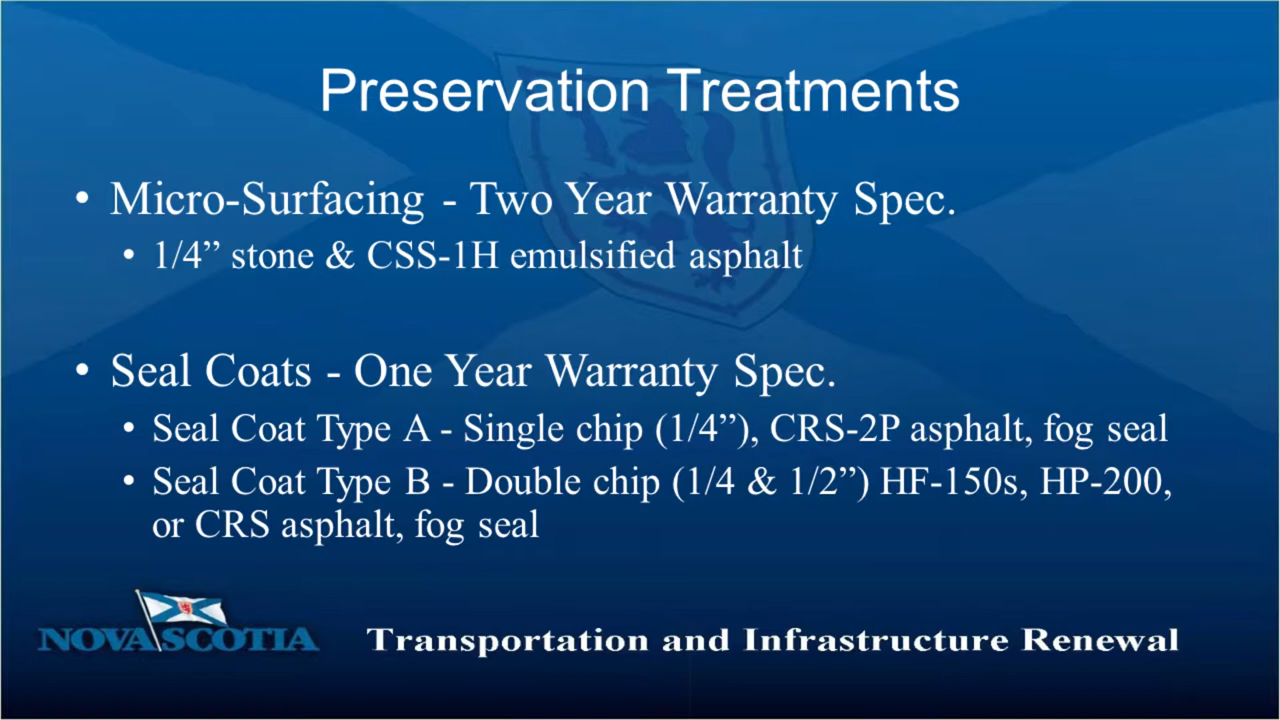 Preservation Treatments
• Micro-Surfacing - Two Year Warranty Spec.
• 1/4” stone & CSS-1H emulsified asphalt
• Seal Coats - One Year Warranty Spec.
• Seal Coat Type A - Single chip (1/4”), CRS-2P asphalt, fog seal
• Seal Coat Type B - Double chip (1/4 & 1/2”) HF-150s, HP-200,
or CRS asphalt, fog seal
NOVA SCOTIA
Transportation and Infrastructure Renewal